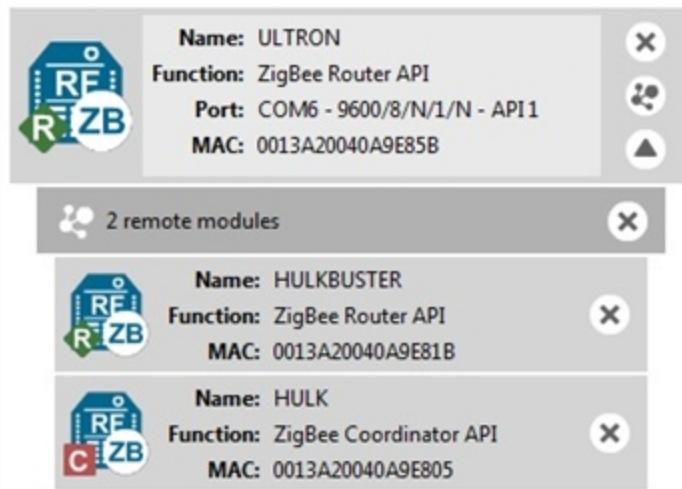 Name: ULTRON
Function: ZigBee Router API
Port: COM6 - 9600/8/N/1/N - API 1
MAC: 0013A20040A9E85B
RF
R
ZB
2 remote modules
Name: HULKBUSTER
Function: ZigBee Router API
MAC: 0013A20040A9E81B
RF
R
ZB
Name: HULK
Function: ZigBee Coordinator API
MAC: 0013A20040A9E805
RF
C
ZB